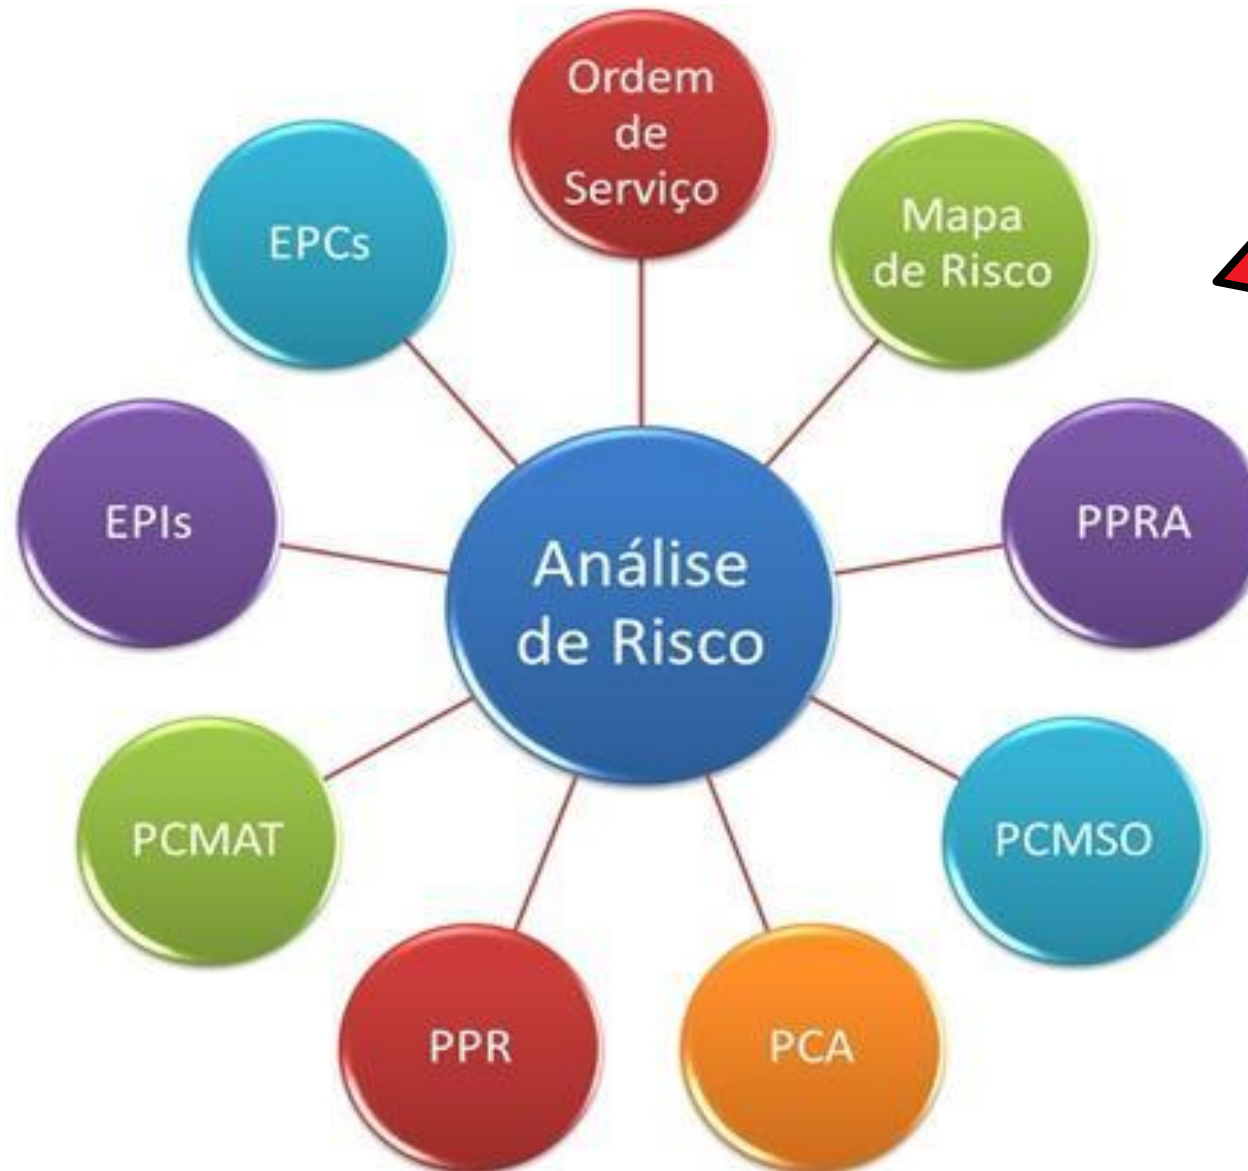 Ordem
de
Serviço
Mapa
de Risco
PPRA
PCMSO
PCA
PPR
PCMAT
EPIs
EPCs
Análise
de Risco